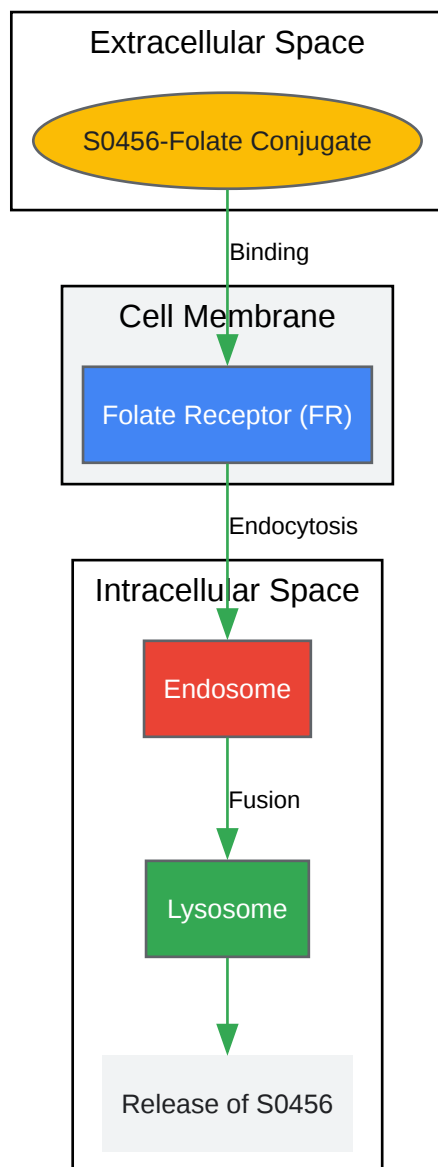 Extracellular Space
S0456-Folate Conjugate
Binding
Cell Membrane
Folate Receptor (FR)
Endocytosis
Intracellular Space
Endosome
Fusion
Lysosome
Release of S0456